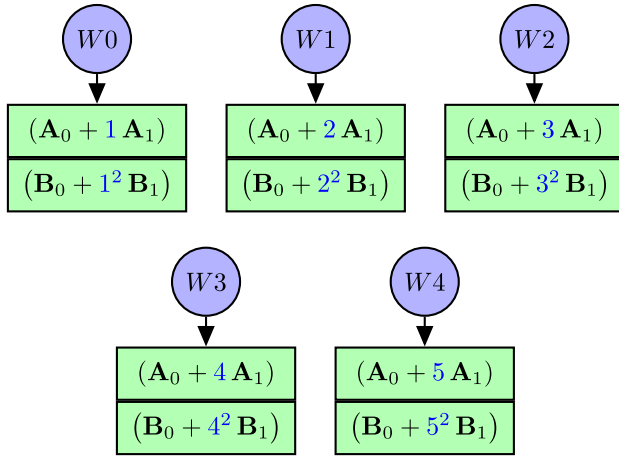 W0 W1 W2
(A₀ + 1 A₁) (A₀ + 2 A₁) (A₀ + 3 A₁)
(B₀ + 1² B₁) (B₀ + 2² B₁) (B₀ + 3² B₁)
W3 W4
(A₀ + 4 A₁) (A₀ + 5 A₁)
(B₀ + 4² B₁) (B₀ + 5² B₁)